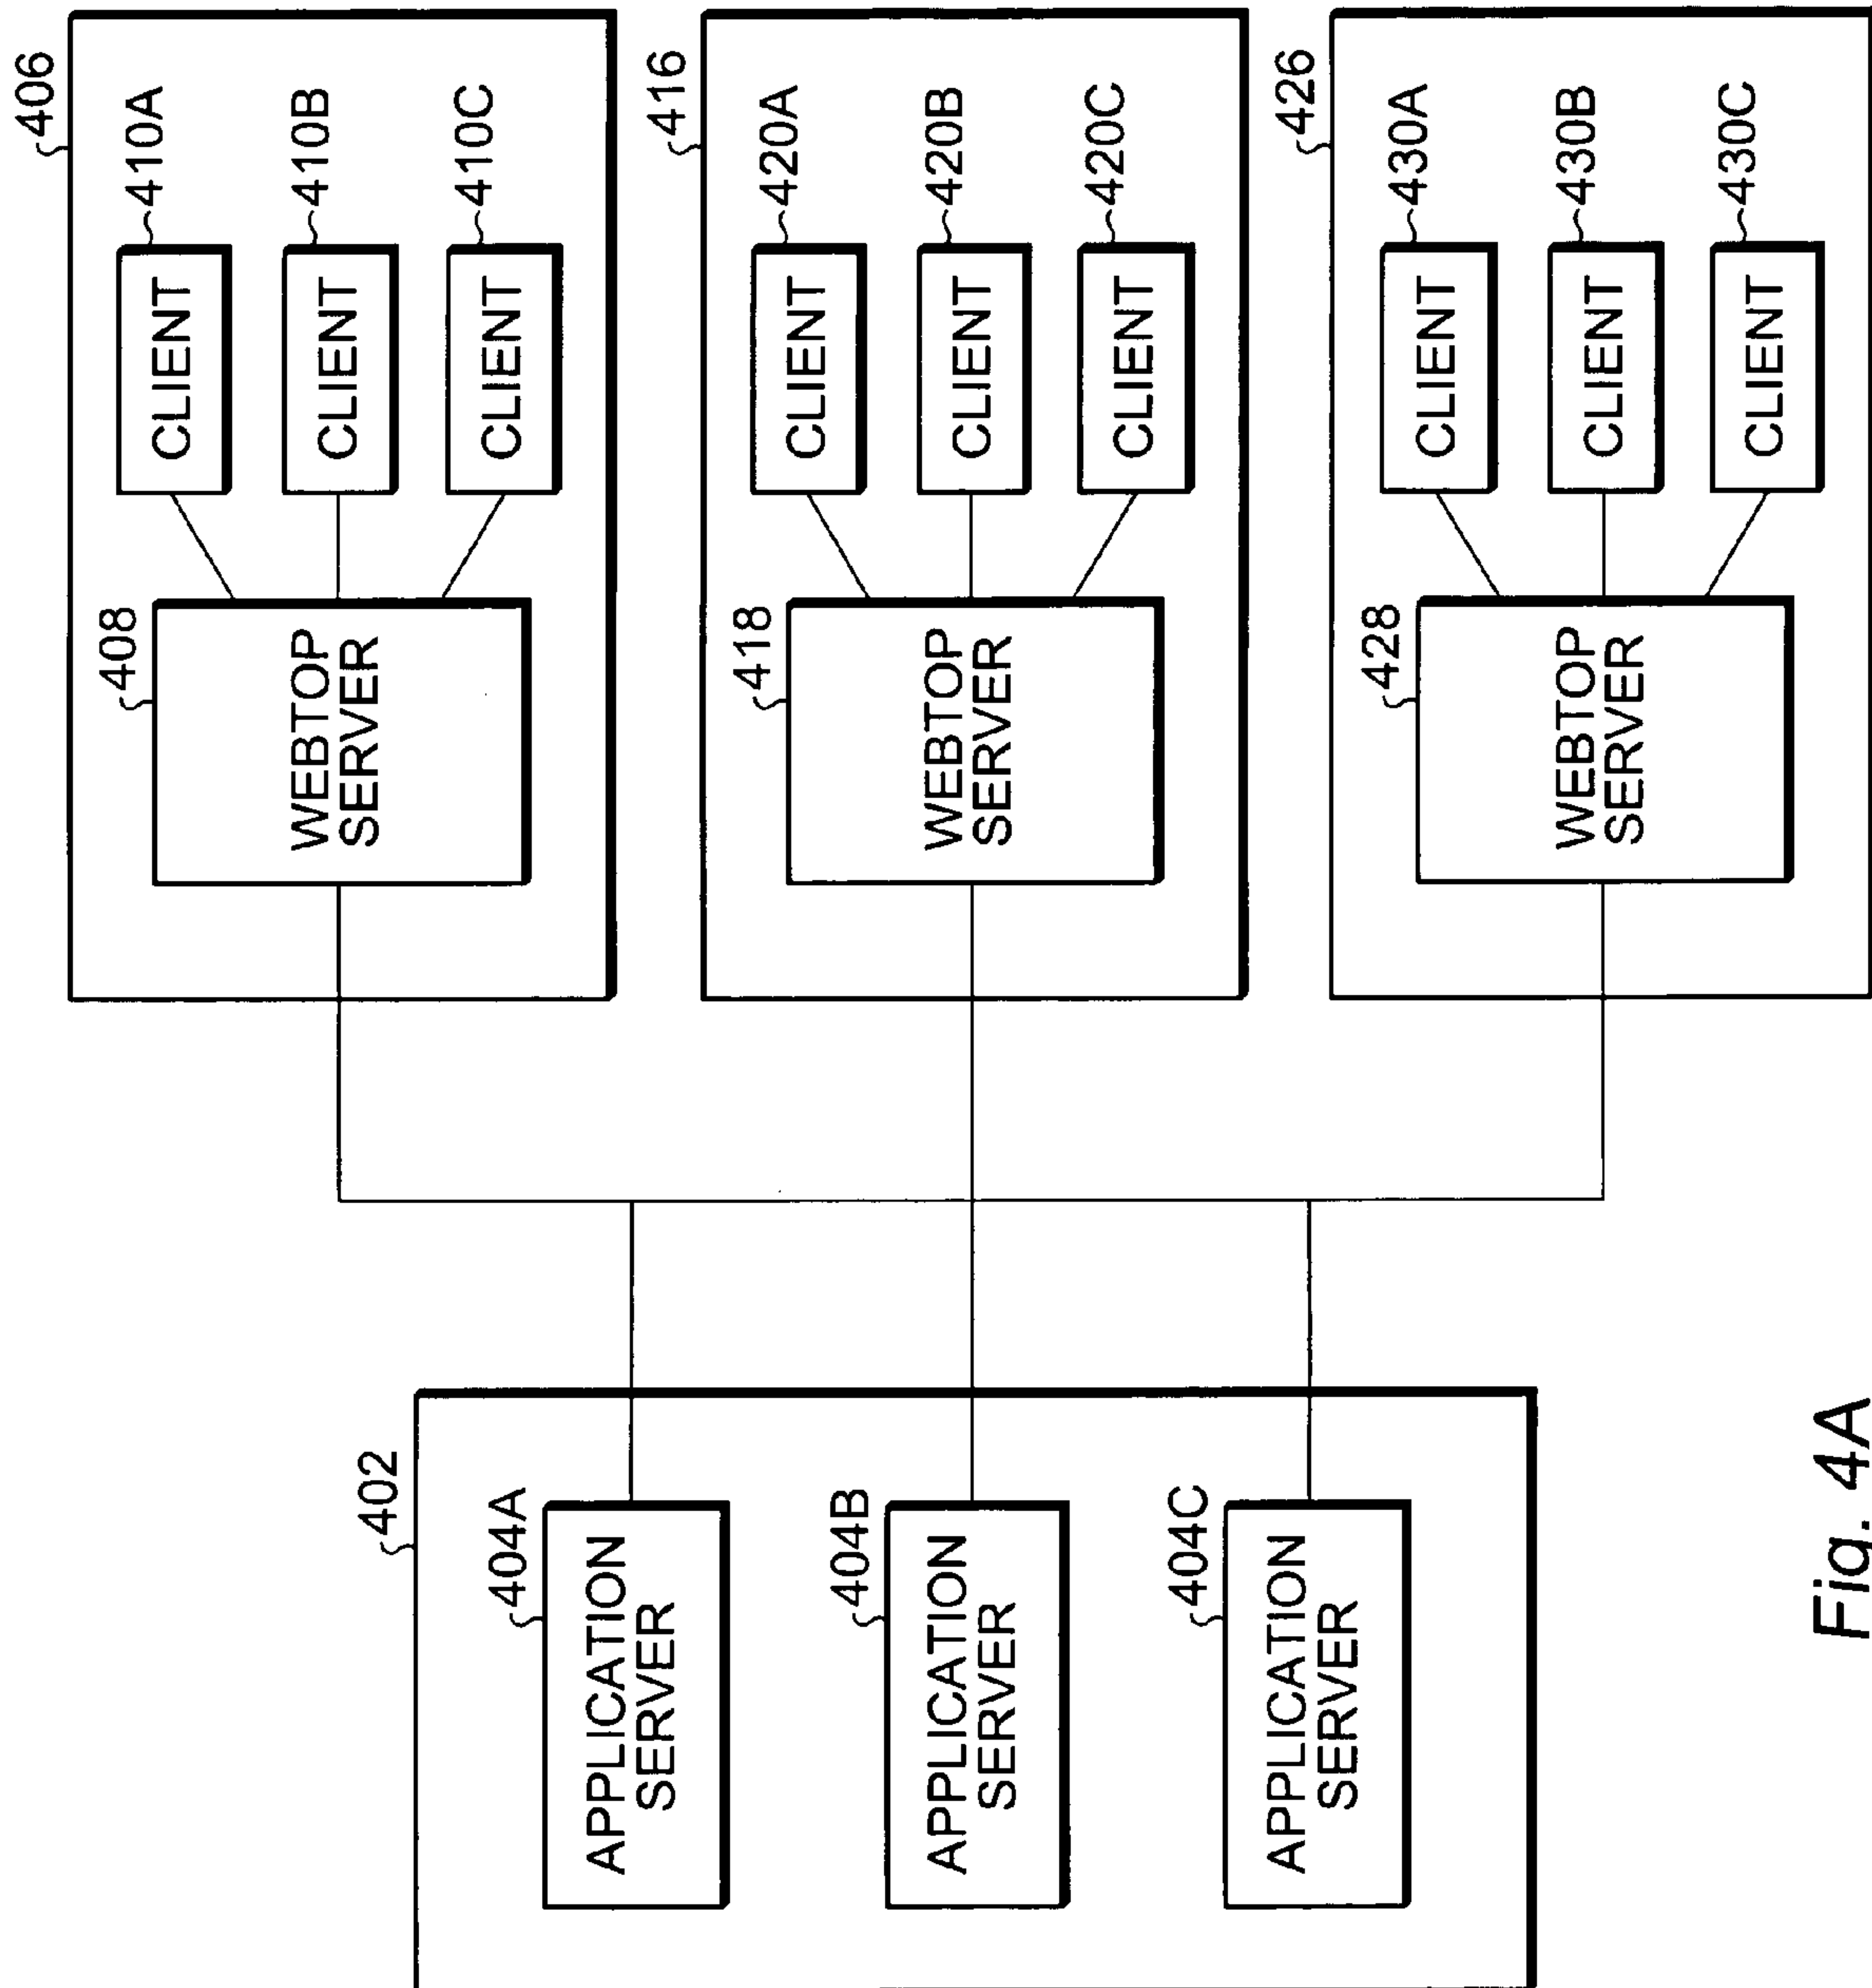 402
404A
APPLICATION
SERVER
404B
APPLICATION
SERVER
404C
APPLICATION
SERVER
406
408
WEBTOP
SERVER
410A
CLIENT
410B
CLIENT
410C
CLIENT
416
418
WEBTOP
SERVER
420A
CLIENT
420B
CLIENT
420C
CLIENT
426
428
WEBTOP
SERVER
430A
CLIENT
430B
CLIENT
430C
CLIENT
Fig. 4A